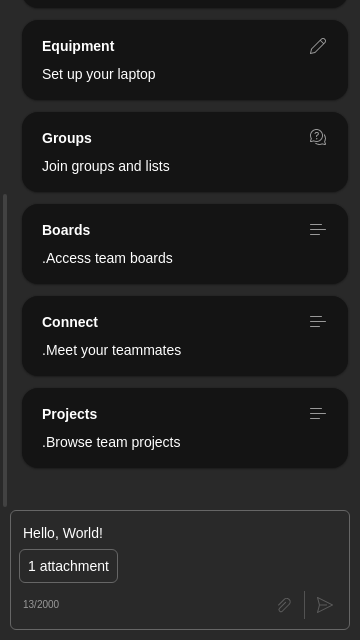 Equipment
Set up your laptop
Groups
Join groups and lists
Boards
.Access team boards
Connect
.Meet your teammates
Projects
.Browse team projects
Hello, World!
1 attachment
13/2000